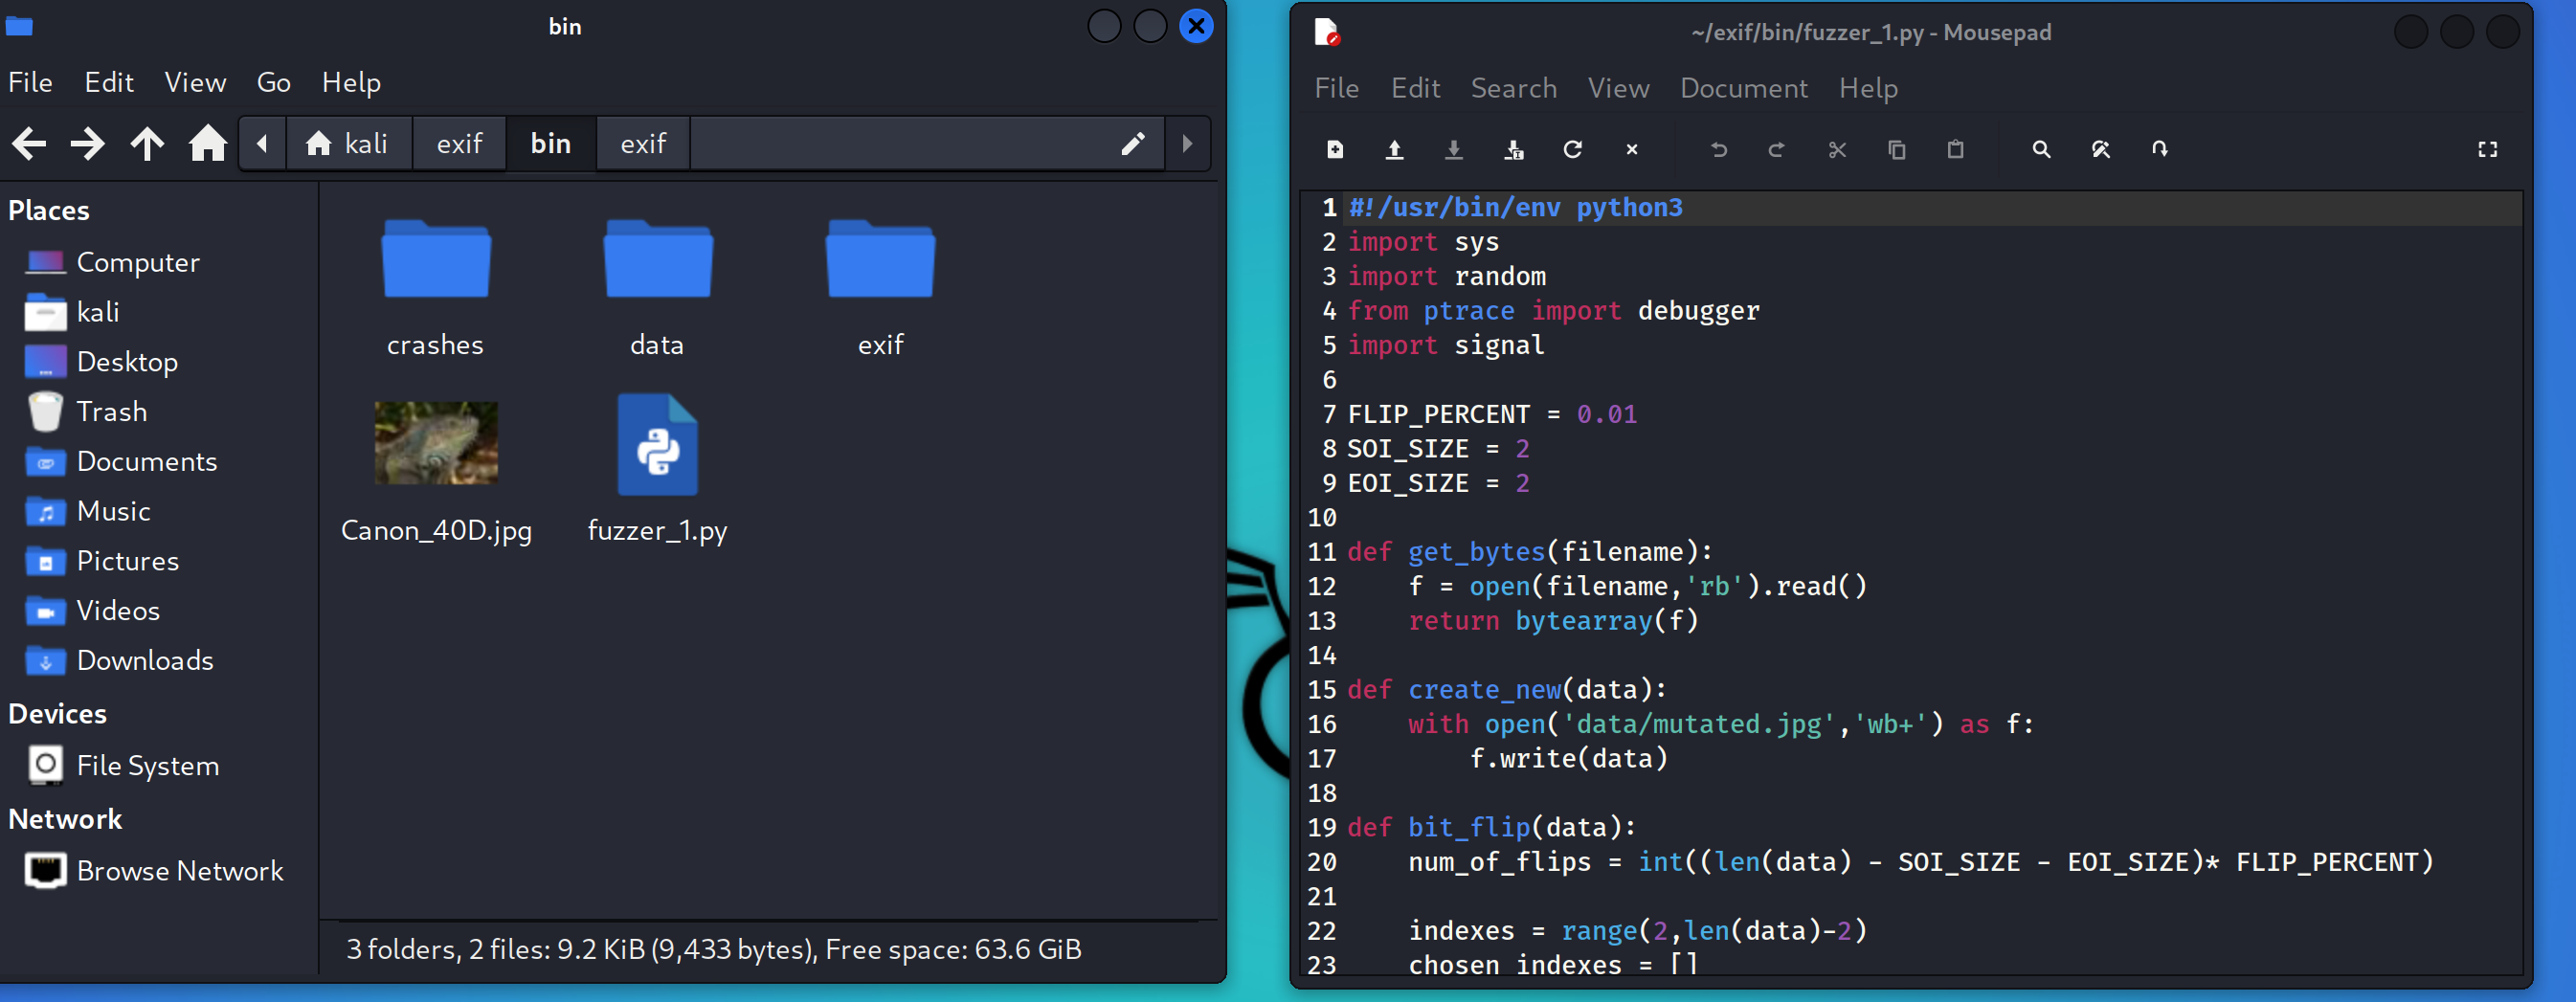 bin
File Edit View Go Help
kali exif bin exif
Places
Computer
kali
Desktop
Trash
Documents
Music
Pictures
Videos
Downloads
Devices
File System
Network
Browse Network
crashes data exif
Canon_40D.jpg fuzzer_1.py
3 folders, 2 files: 9.2 KiB (9,433 bytes), Free space: 63.6 GiB
~/exif/bin/fuzzer_1.py - Mousepad
File Edit Search View Document Help
1 #!/usr/bin/env python3
2 import sys
3 import random
4 from ptrace import debugger
5 import signal
6
7 FLIP_PERCENT = 0.01
8 SOI_SIZE = 2
9 EOI_SIZE = 2
10
11 def get_bytes(filename):
12     f = open(filename,'rb').read()
13     return bytearray(f)
14
15 def create_new(data):
16     with open('data/mutated.jpg','wb+') as f:
17         f.write(data)
18
19 def bit_flip(data):
20     num_of_flips = int((len(data) - SOI_SIZE - EOI_SIZE)* FLIP_PERCENT)
21
22     indexes = range(2,len(data)-2)
23     chosen_indexes = []